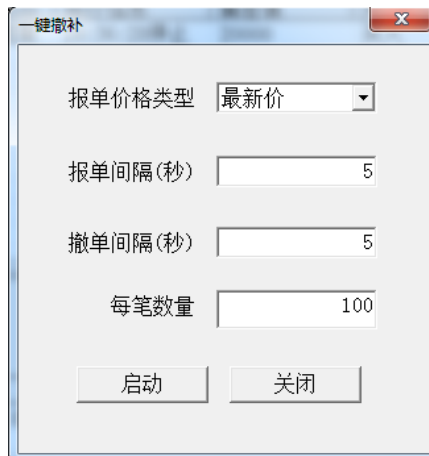 一键撤补
报单价格类型 最新价
报单间隔(秒) 5
撤单间隔(秒) 5
每笔数量 100
启动 关闭